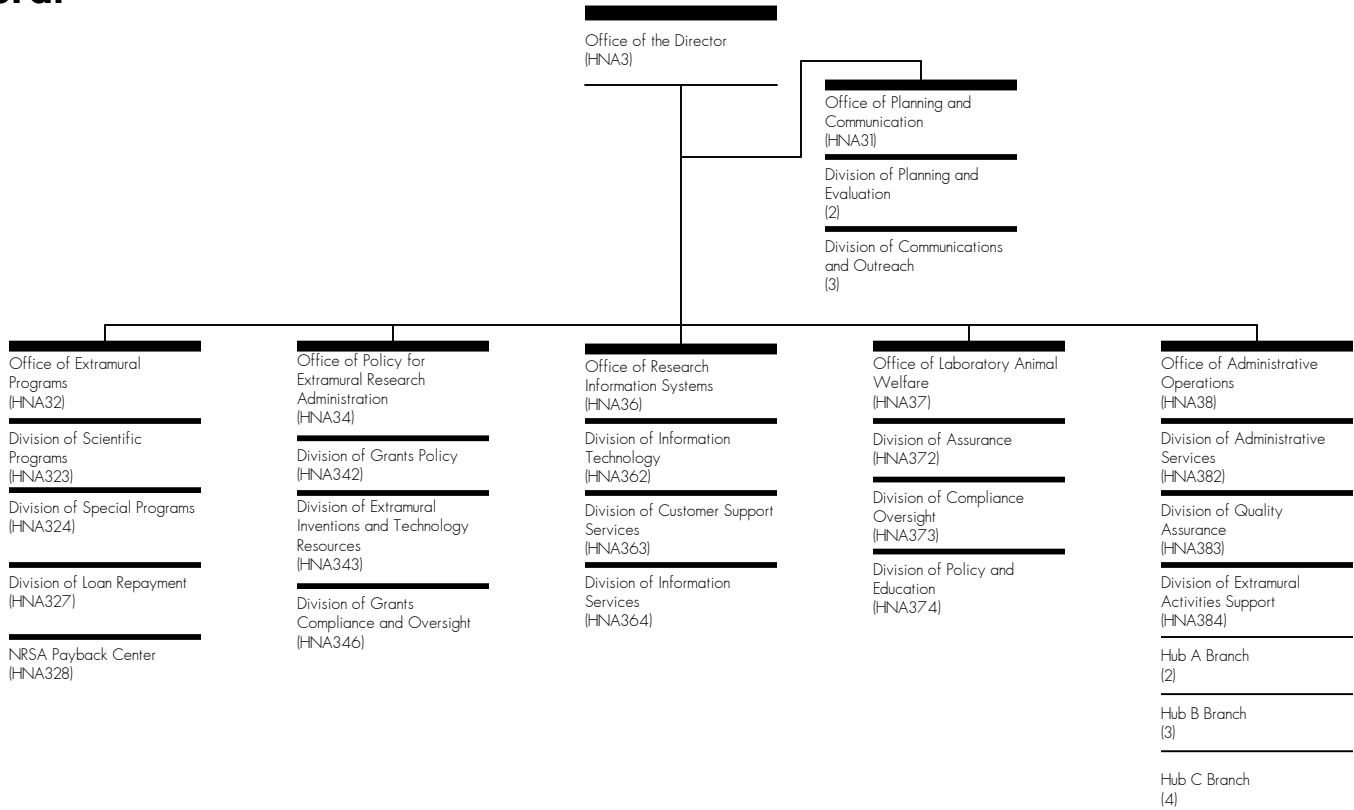 Office of the Director
(HNA3)
Office of Planning and
Communication
(HNA31)
Division of Planning and
Evaluation
(2)
Division of Communications
and Outreach
(3)
Office of Extramural
Programs
(HNA32)
Division of Scientific
Programs
(HNA323)
Division of Special Programs
(HNA324)
Division of Loan Repayment
(HNA327)
NRSA Payback Center
(HNA328)
Office of Policy for
Extramural Research
Administration
(HNA34)
Division of Grants Policy
(HNA342)
Division of Extramural
Inventions and Technology
Resources
(HNA343)
Division of Grants
Compliance and Oversight
(HNA346)
Office of Research
Information Systems
(HNA36)
Division of Information
Technology
(HNA362)
Division of Customer Support
Services
(HNA363)
Division of Information
Services
(HNA364)
Office of Laboratory Animal
Welfare
(HNA37)
Division of Assurance
(HNA372)
Division of Compliance
Oversight
(HNA373)
Division of Policy and
Education
(HNA374)
Office of Administrative
Operations
(HNA38)
Division of Administrative
Services
(HNA382)
Division of Quality
Assurance
(HNA383)
Division of Extramural
Activities Support
(HNA384)
Hub A Branch
(2)
Hub B Branch
(3)
Hub C Branch
(4)